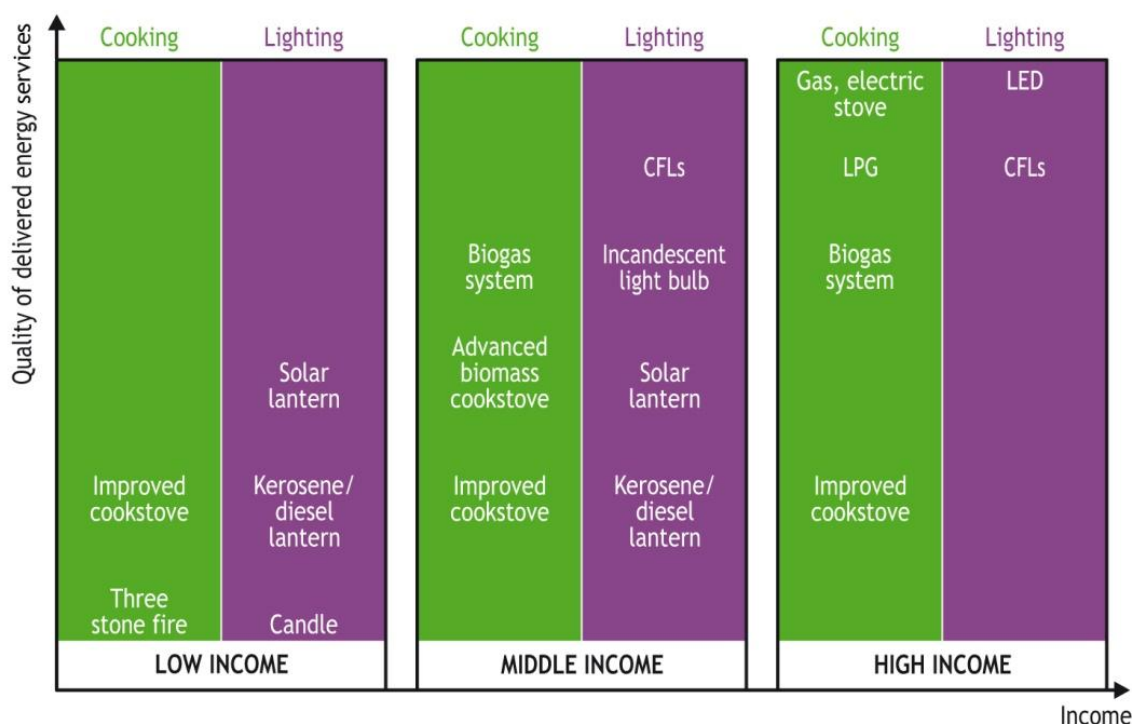 Quality of delivered energy services
Cooking
Lighting
Improved
cookstove
Three
stone fire
Solar
lantern
Kerosene/
diesel
lantern
Candle
LOW INCOME
Cooking
Lighting
Biogas
system
Advanced
biomass
cookstove
Improved
cookstove
CFLs
Incandescent
light bulb
Solar
lantern
Kerosene/
diesel
lantern
MIDDLE INCOME
Cooking
Lighting
Gas, electric
stove
LPG
Biogas
system
Improved
cookstove
LED
CFLs
HIGH INCOME
Income